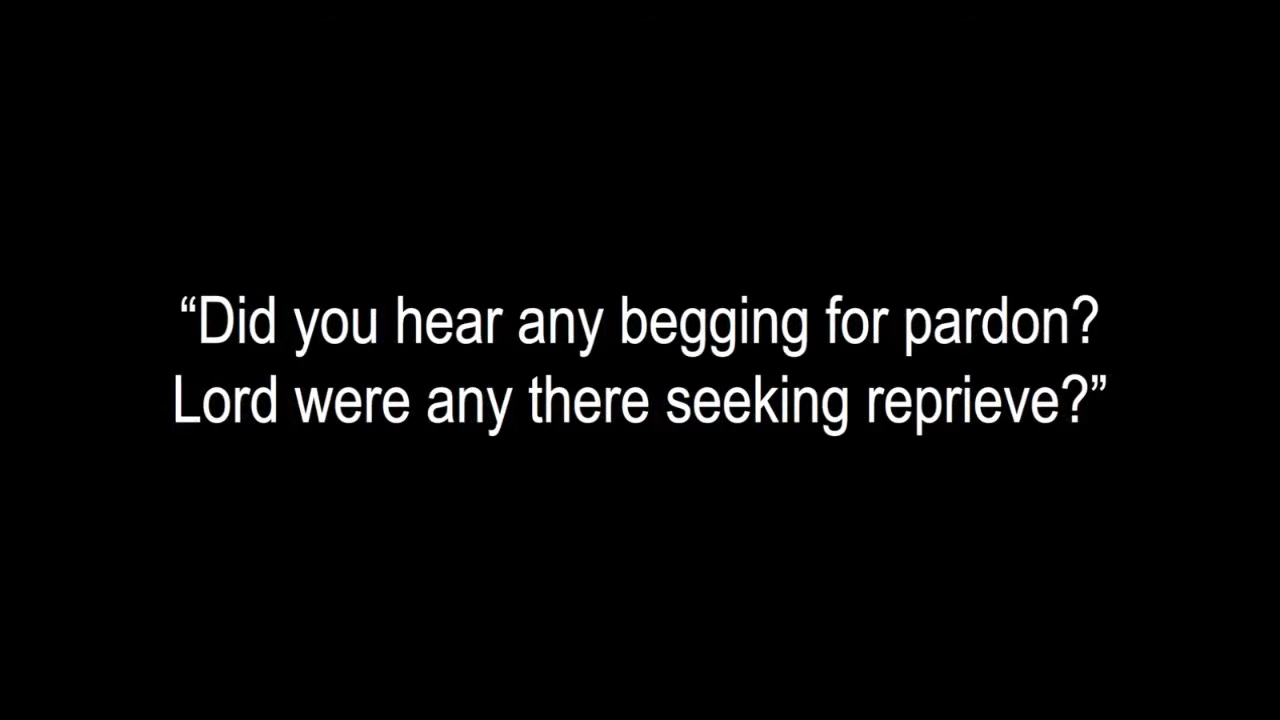 “Did you hear any begging for pardon?
Lord were any there seeking reprieve?”